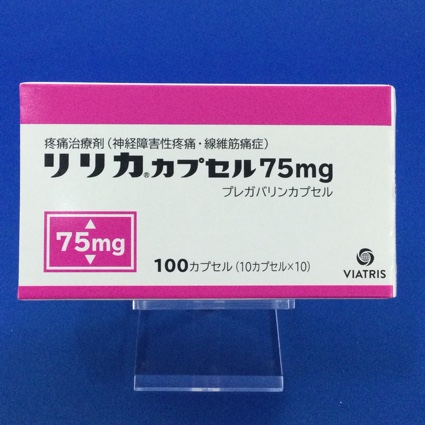 疼痛治療剤(神経障害性疼痛・線維筋痛症)
リリカ®カプセル75mg
プレガバリンカプセル
75mg
100カプセル(10カプセル×10)
VIATRIS